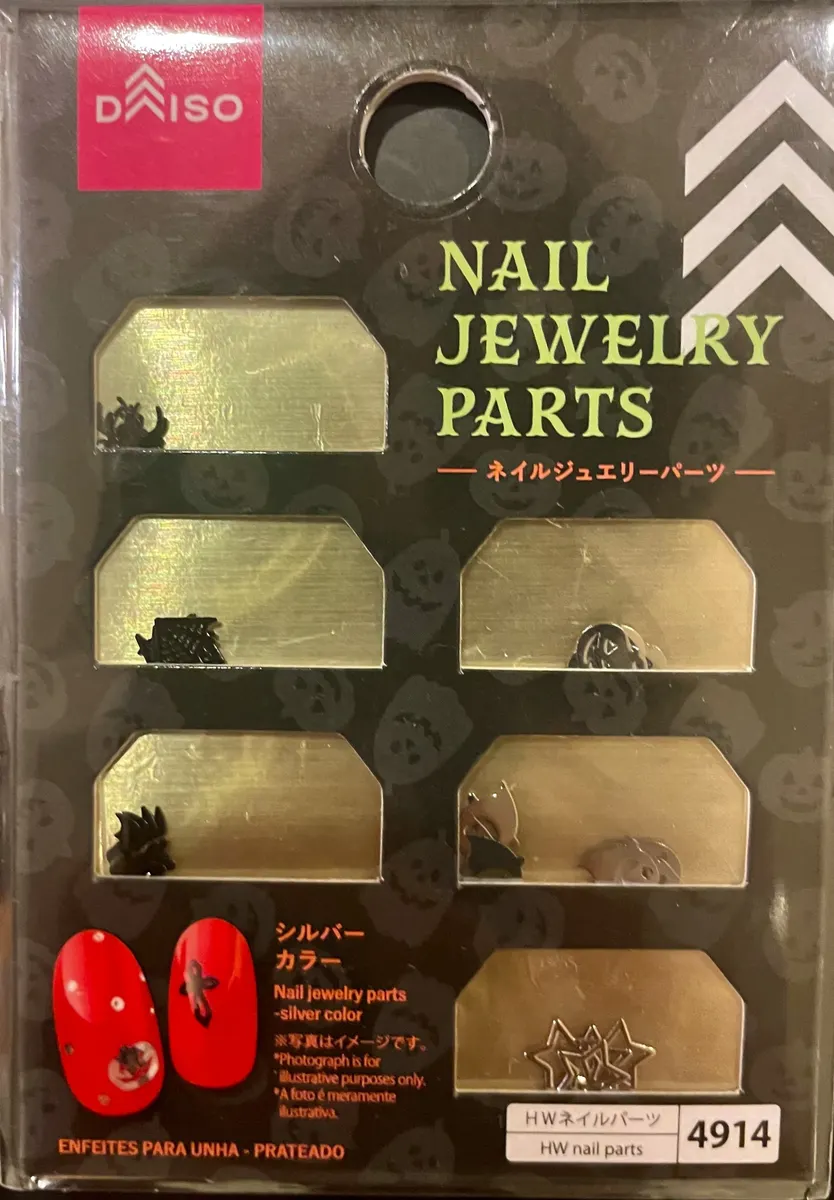 DAISO
NAIL
JEWELRY
PARTS
ネイルジュエリーパーツ
シルバー
カラー
Nail jewelry parts
-silver color
※写真はイメージです。
*Photograph is for
illustrative purposes only.
*A foto é meramente
ilustrativa.
ENFEITES PARA UNHA - PRATEADO
HWネイルパーツ
HW nail parts
4914